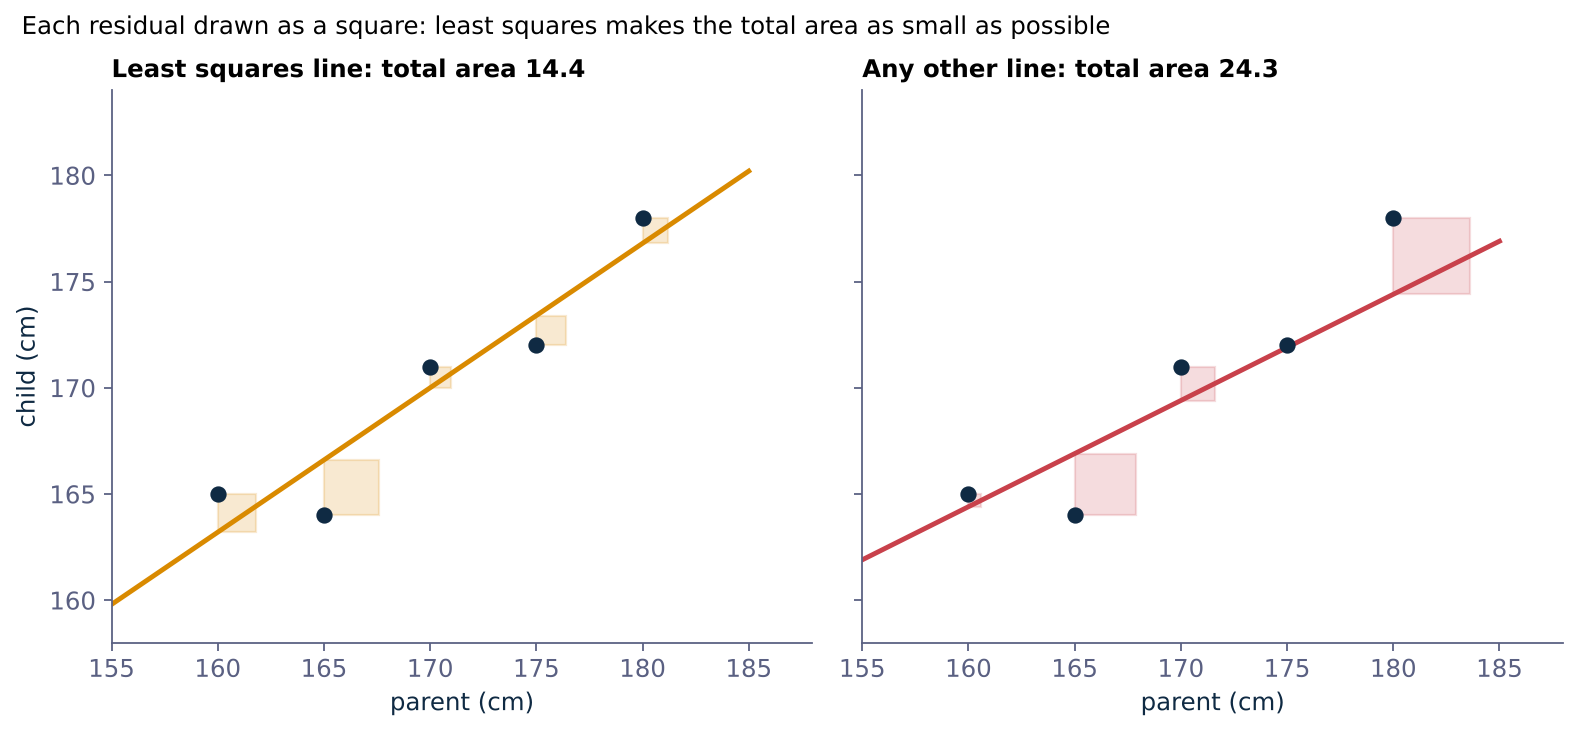 Each residual drawn as a square: least squares makes the total area as small as possible
Least squares line: total area 14.4
Any other line: total area 24.3
180
175
170
165
160
child (cm)
155 160 165 170 175 180 185
155 160 165 170 175 180 185
parent (cm)
parent (cm)